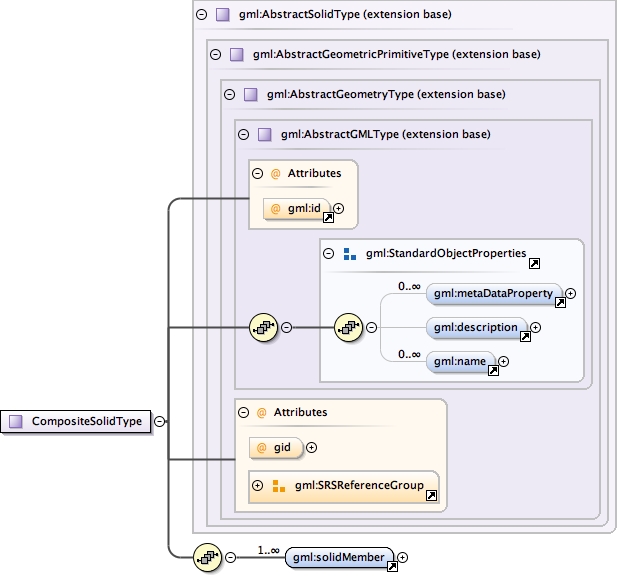 gml:AbstractSolidType (extension base)
gml:AbstractGeometricPrimitiveType (extension base)
gml:AbstractGeometryType (extension base)
gml:AbstractGMLType (extension base)
@ Attributes
@ gml:id
gml:StandardObjectProperties
0..∞
gml:metaDataProperty
gml:description
0..∞
gml:name
CompositeSolidType
@ Attributes
@ gid
gml:SRSReferenceGroup
1..∞
gml:solidMember